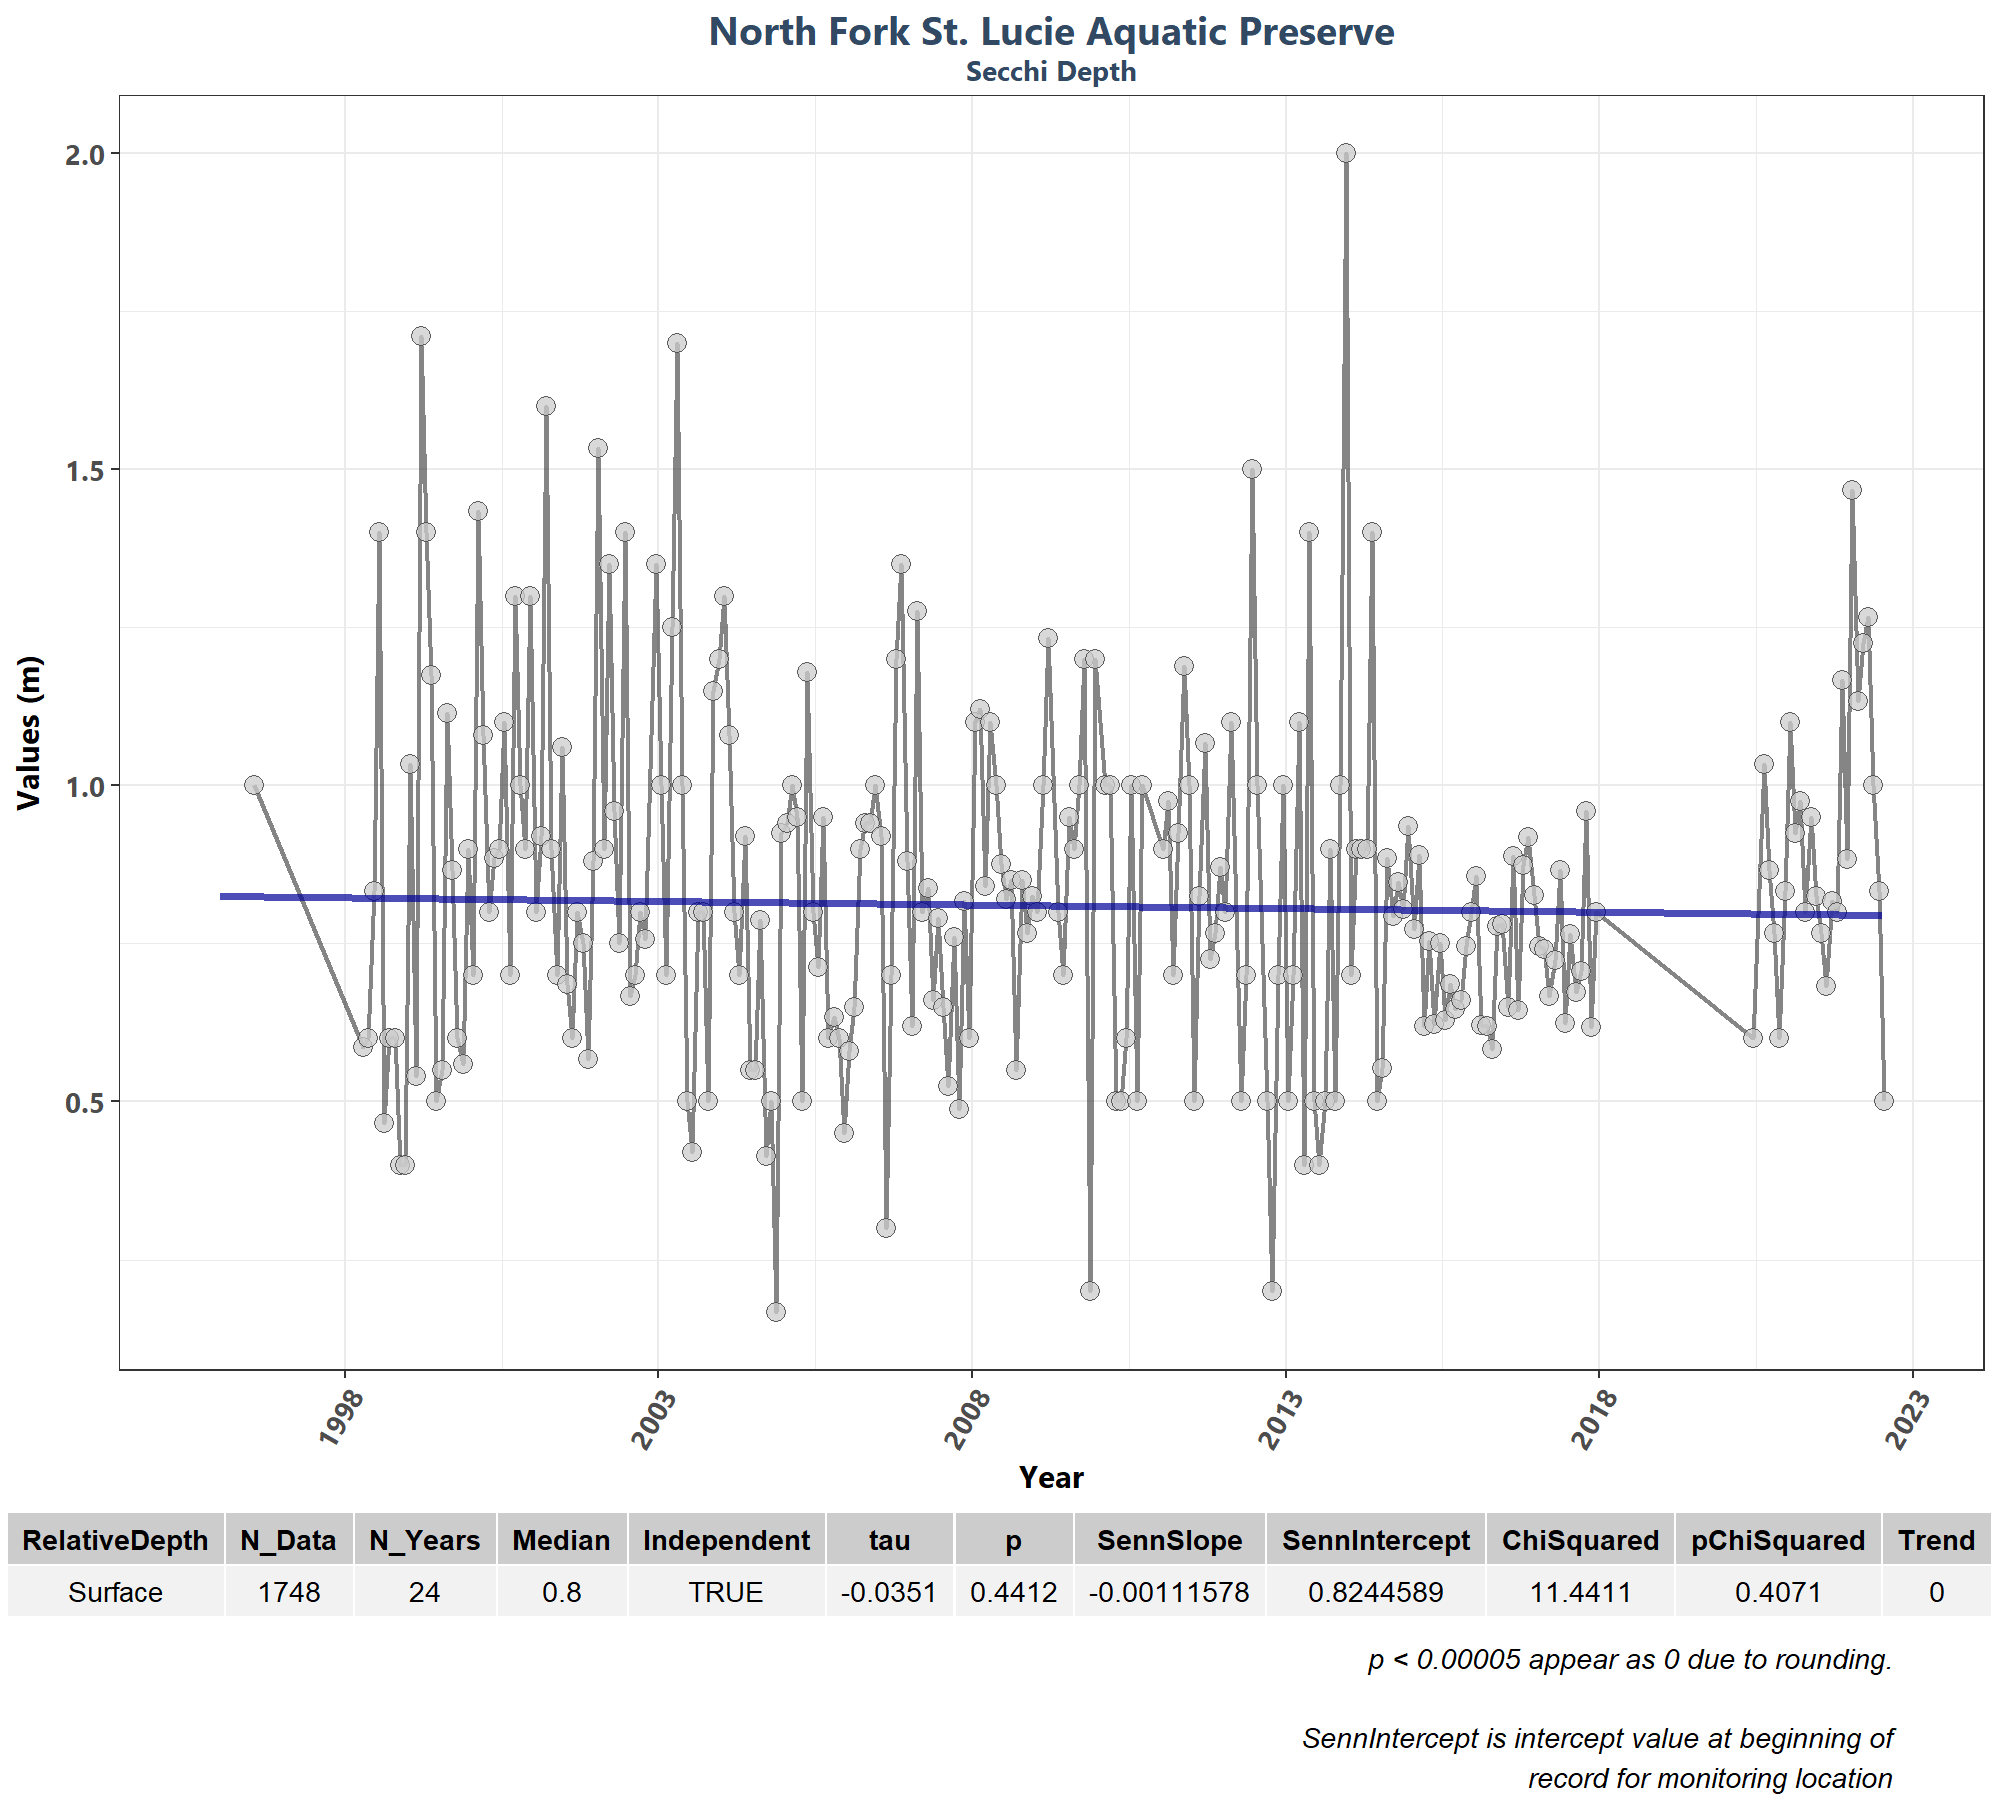 North Fork St. Lucie Aquatic Preserve
Secchi Depth
2.0
1.5
1.0
0.5
Values (m)
1998 2003 2008 2013 2018 2023
Year
RelativeDepth N_Data N_Years Median Independent tau p SennSlope SennIntercept ChiSquared pChiSquared Trend
Surface 1748 24 0.8 TRUE -0.0351 0.4412 -0.00111578 0.8244589 11.4411 0.4071 0
p < 0.00005 appear as 0 due to rounding.
SennIntercept is intercept value at beginning of
record for monitoring location